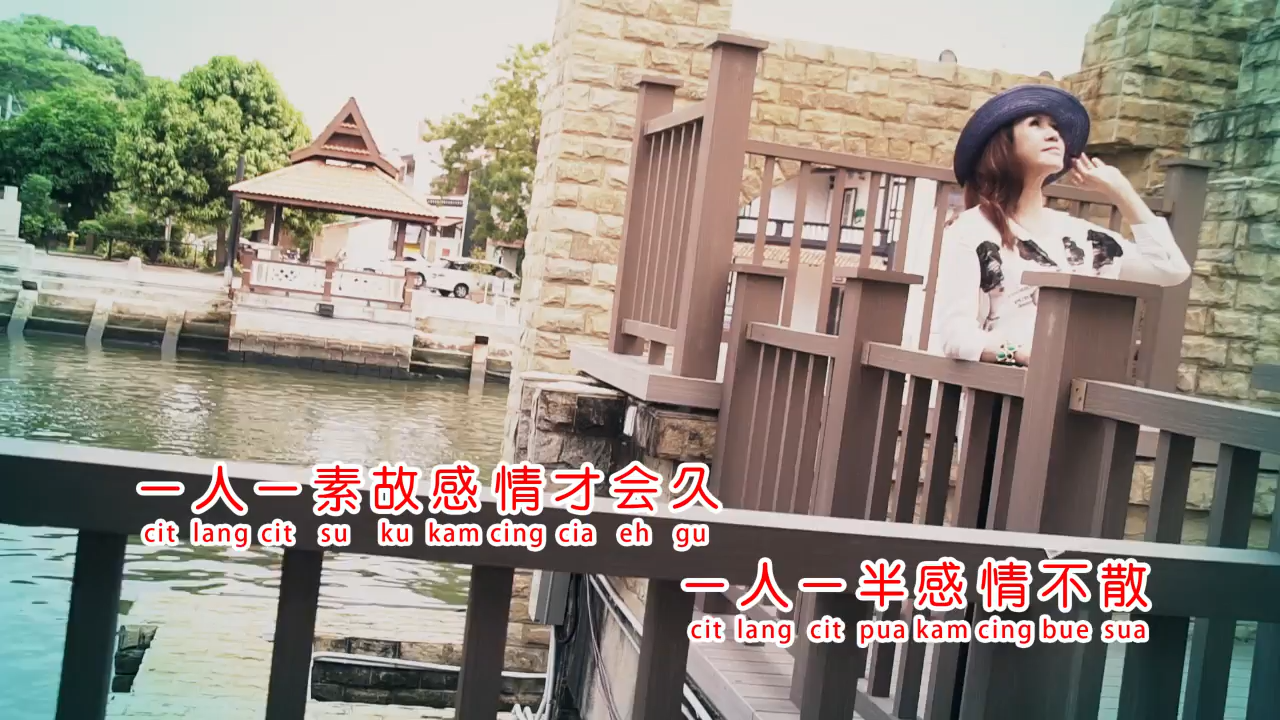 一人一素故感情才会久
cit lang cit su ku kam cing cia eh gu
一人一半感情不散
cit lang cit pua kam cing bue sua